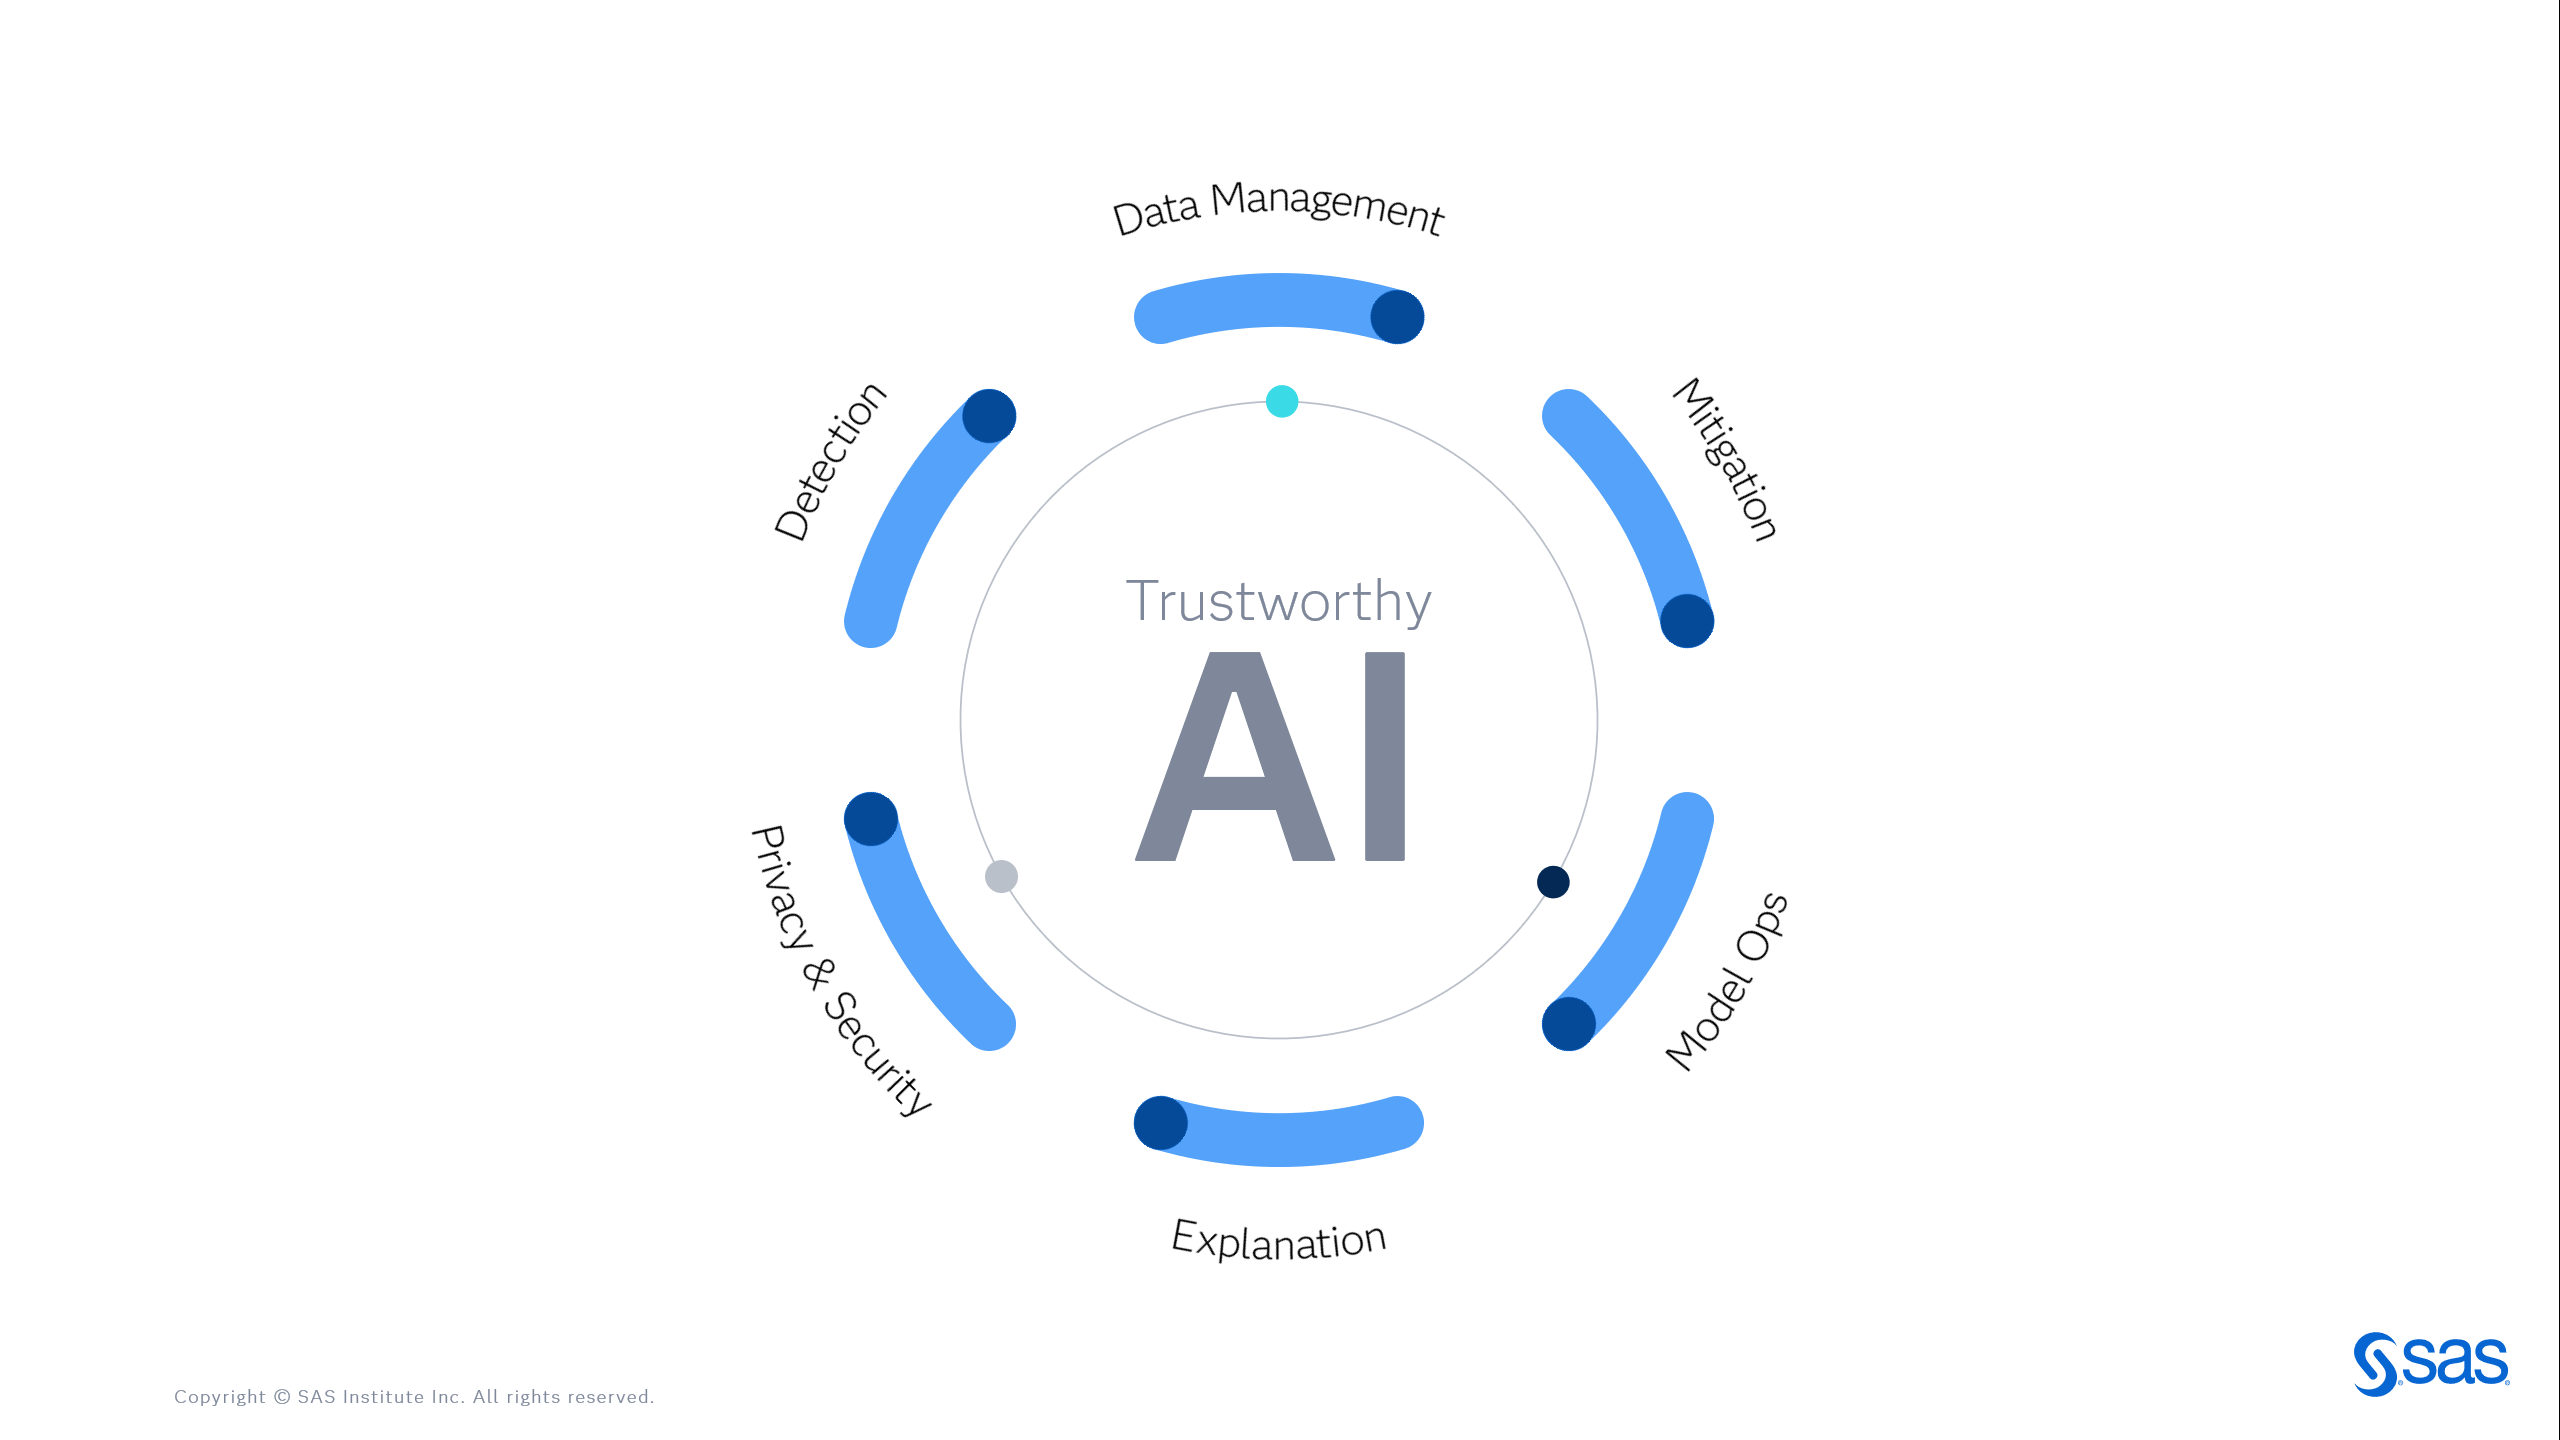 Data Management
Detection
Mitigation
Trustworthy
AI
Privacy & Security
Model Ops
Explanation
Copyright © SAS Institute Inc. All rights reserved.
sas